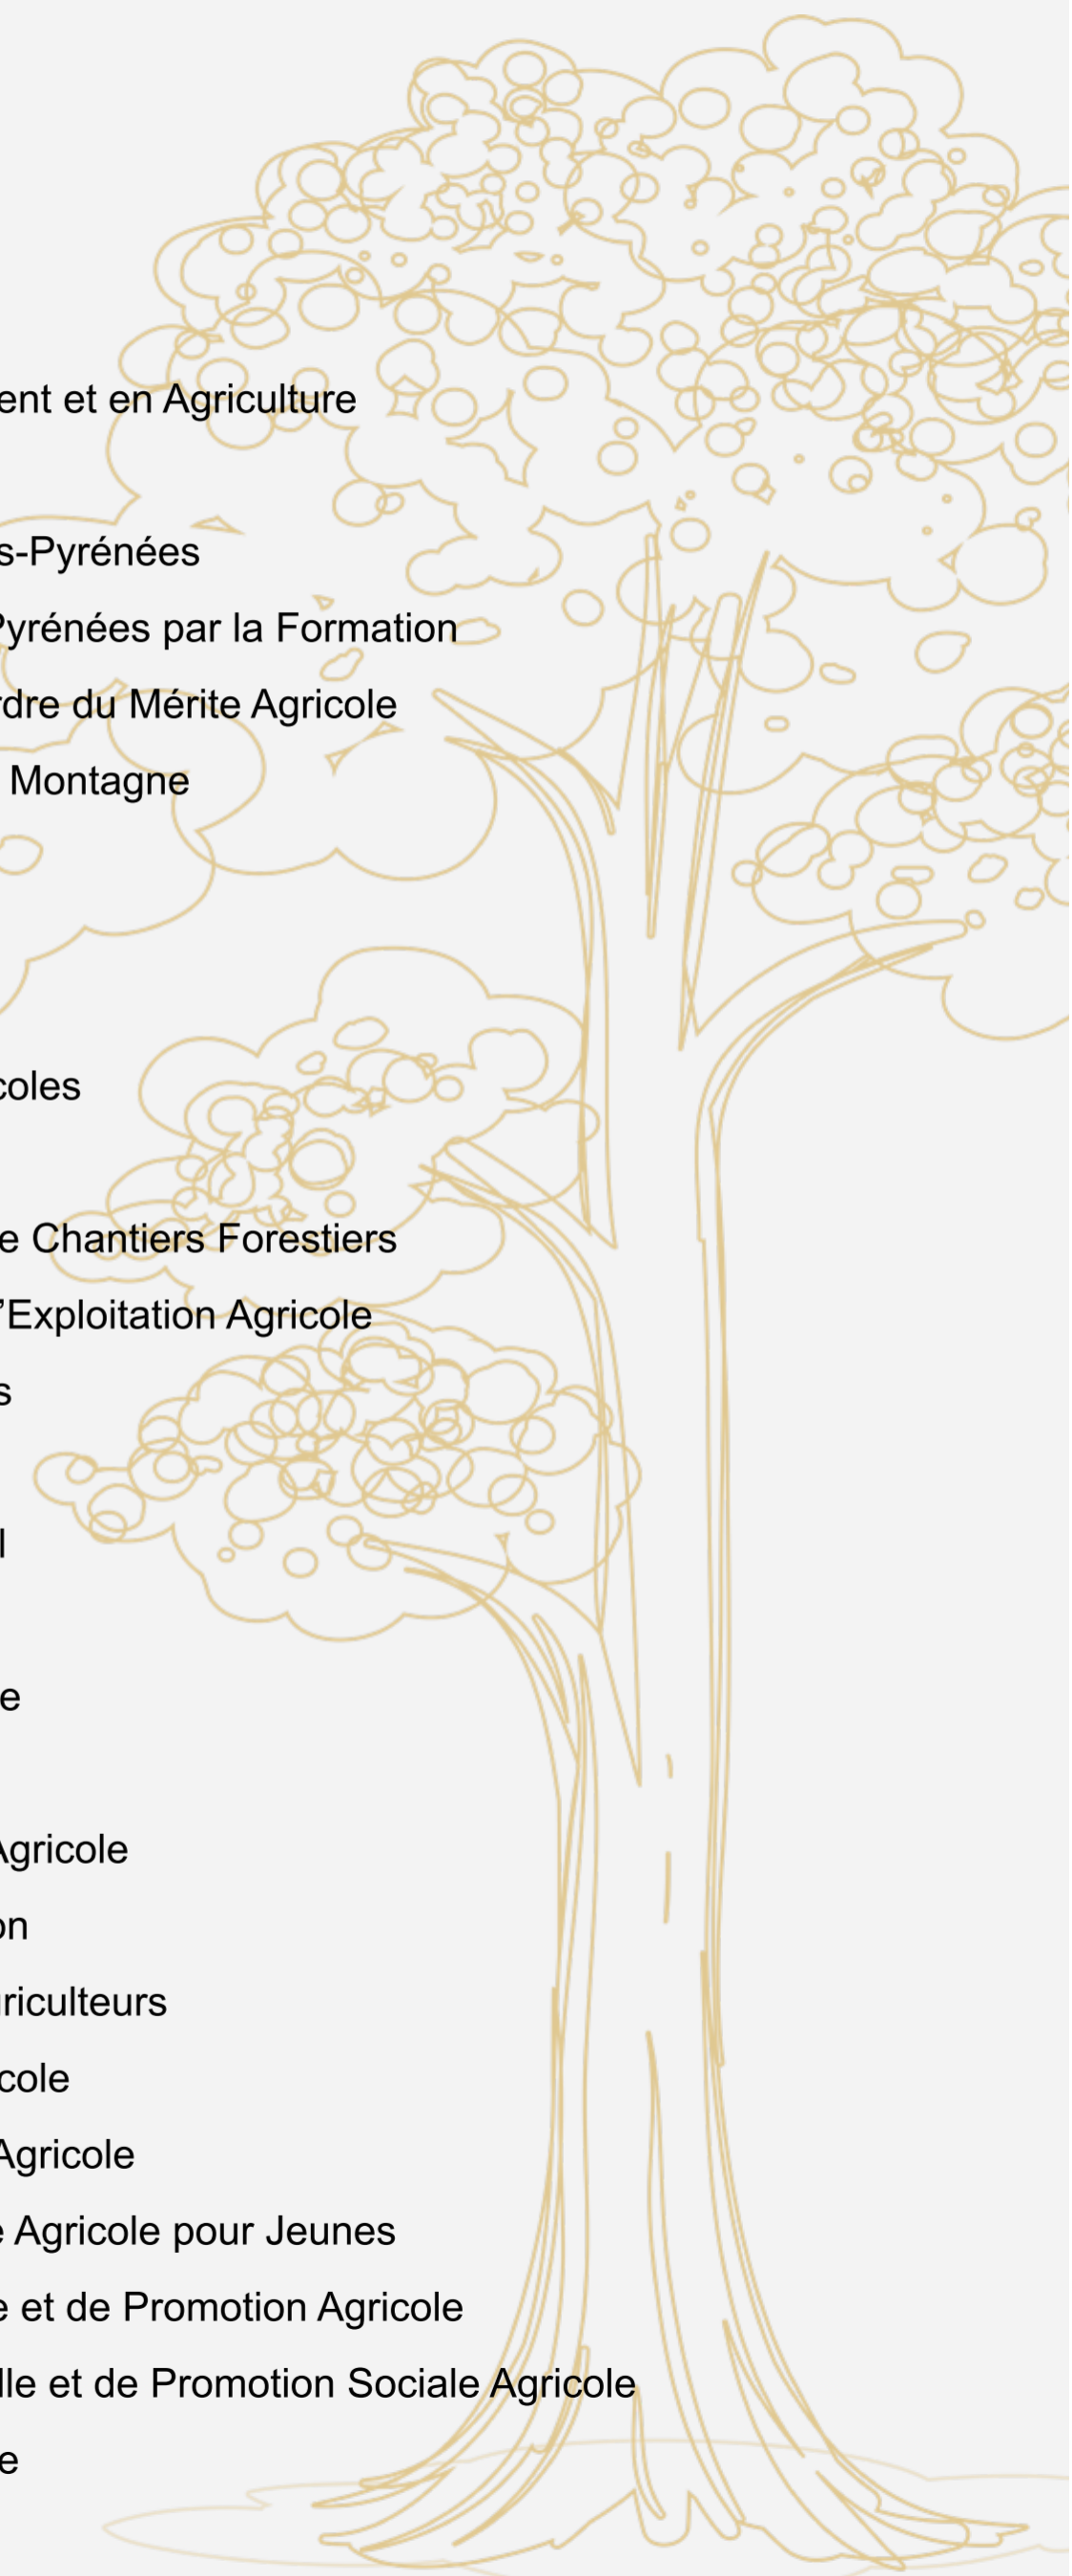 ent et en Agriculture
s-Pyrénées
Pyrénées par la Formation
rdre du Mérite Agricole
Montagne
coles
e Chantiers Forestiers
'Exploitation Agricole
s
l
e
Agricole
on
riculteurs
cole
Agricole
e Agricole pour Jeunes
e et de Promotion Agricole
lle et de Promotion Sociale Agricole
e